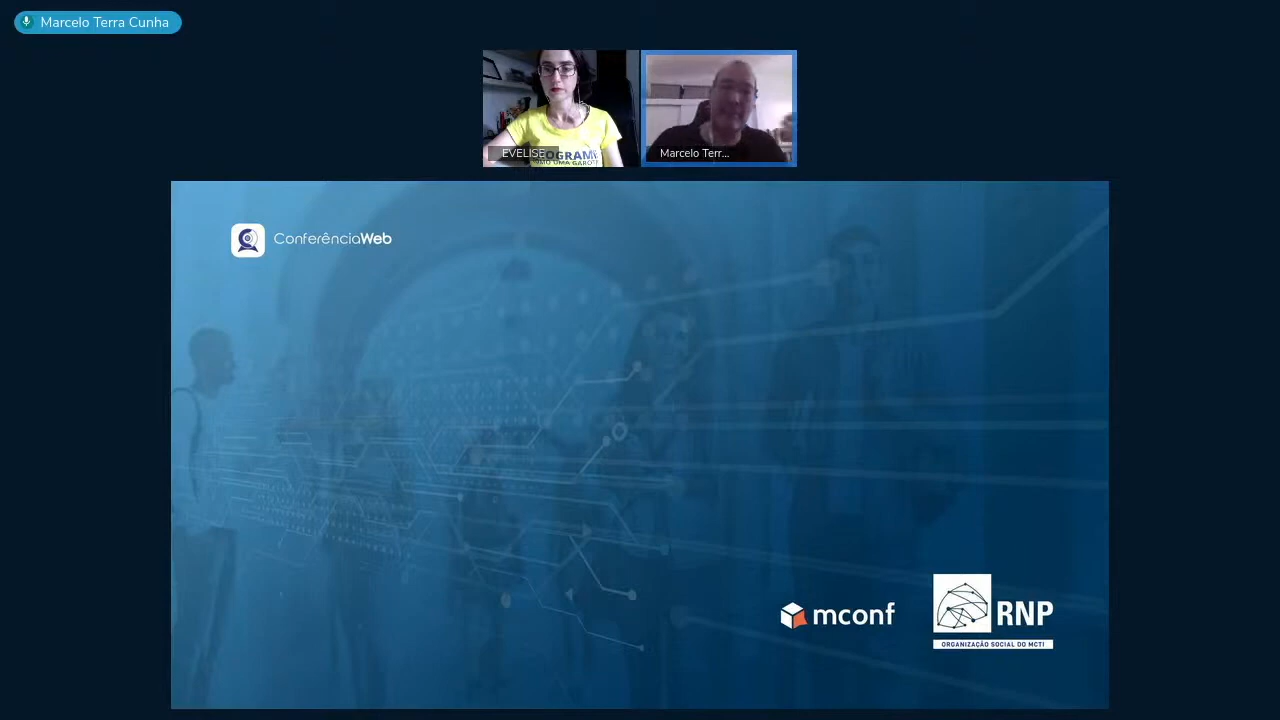 Marcelo Terra Cunha
EVELISE
Marcelo Terr...
ConferênciaWeb
mconf
RNP
ORGANIZAÇÃO SOCIAL DO MCTI